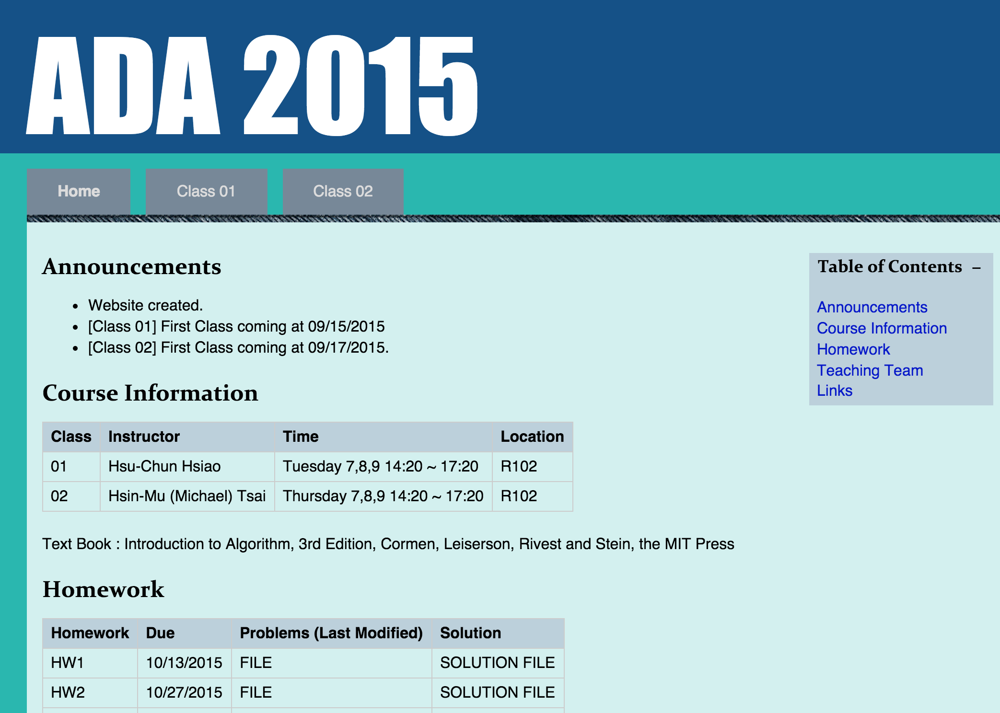 ADA 2015
Home Class 01 Class 02
Announcements
• Website created.
• [Class 01] First Class coming at 09/15/2015
• [Class 02] First Class coming at 09/17/2015.
Table of Contents –
Announcements
Course Information
Homework
Teaching Team
Links
Course Information
Class Instructor Time Location
01 Hsu-Chun Hsiao Tuesday 7,8,9 14:20 ~ 17:20 R102
02 Hsin-Mu (Michael) Tsai Thursday 7,8,9 14:20 ~ 17:20 R102
Text Book : Introduction to Algorithm, 3rd Edition, Cormen, Leiserson, Rivest and Stein, the MIT Press
Homework
Homework Due Problems (Last Modified) Solution
HW1 10/13/2015 FILE SOLUTION FILE
HW2 10/27/2015 FILE SOLUTION FILE